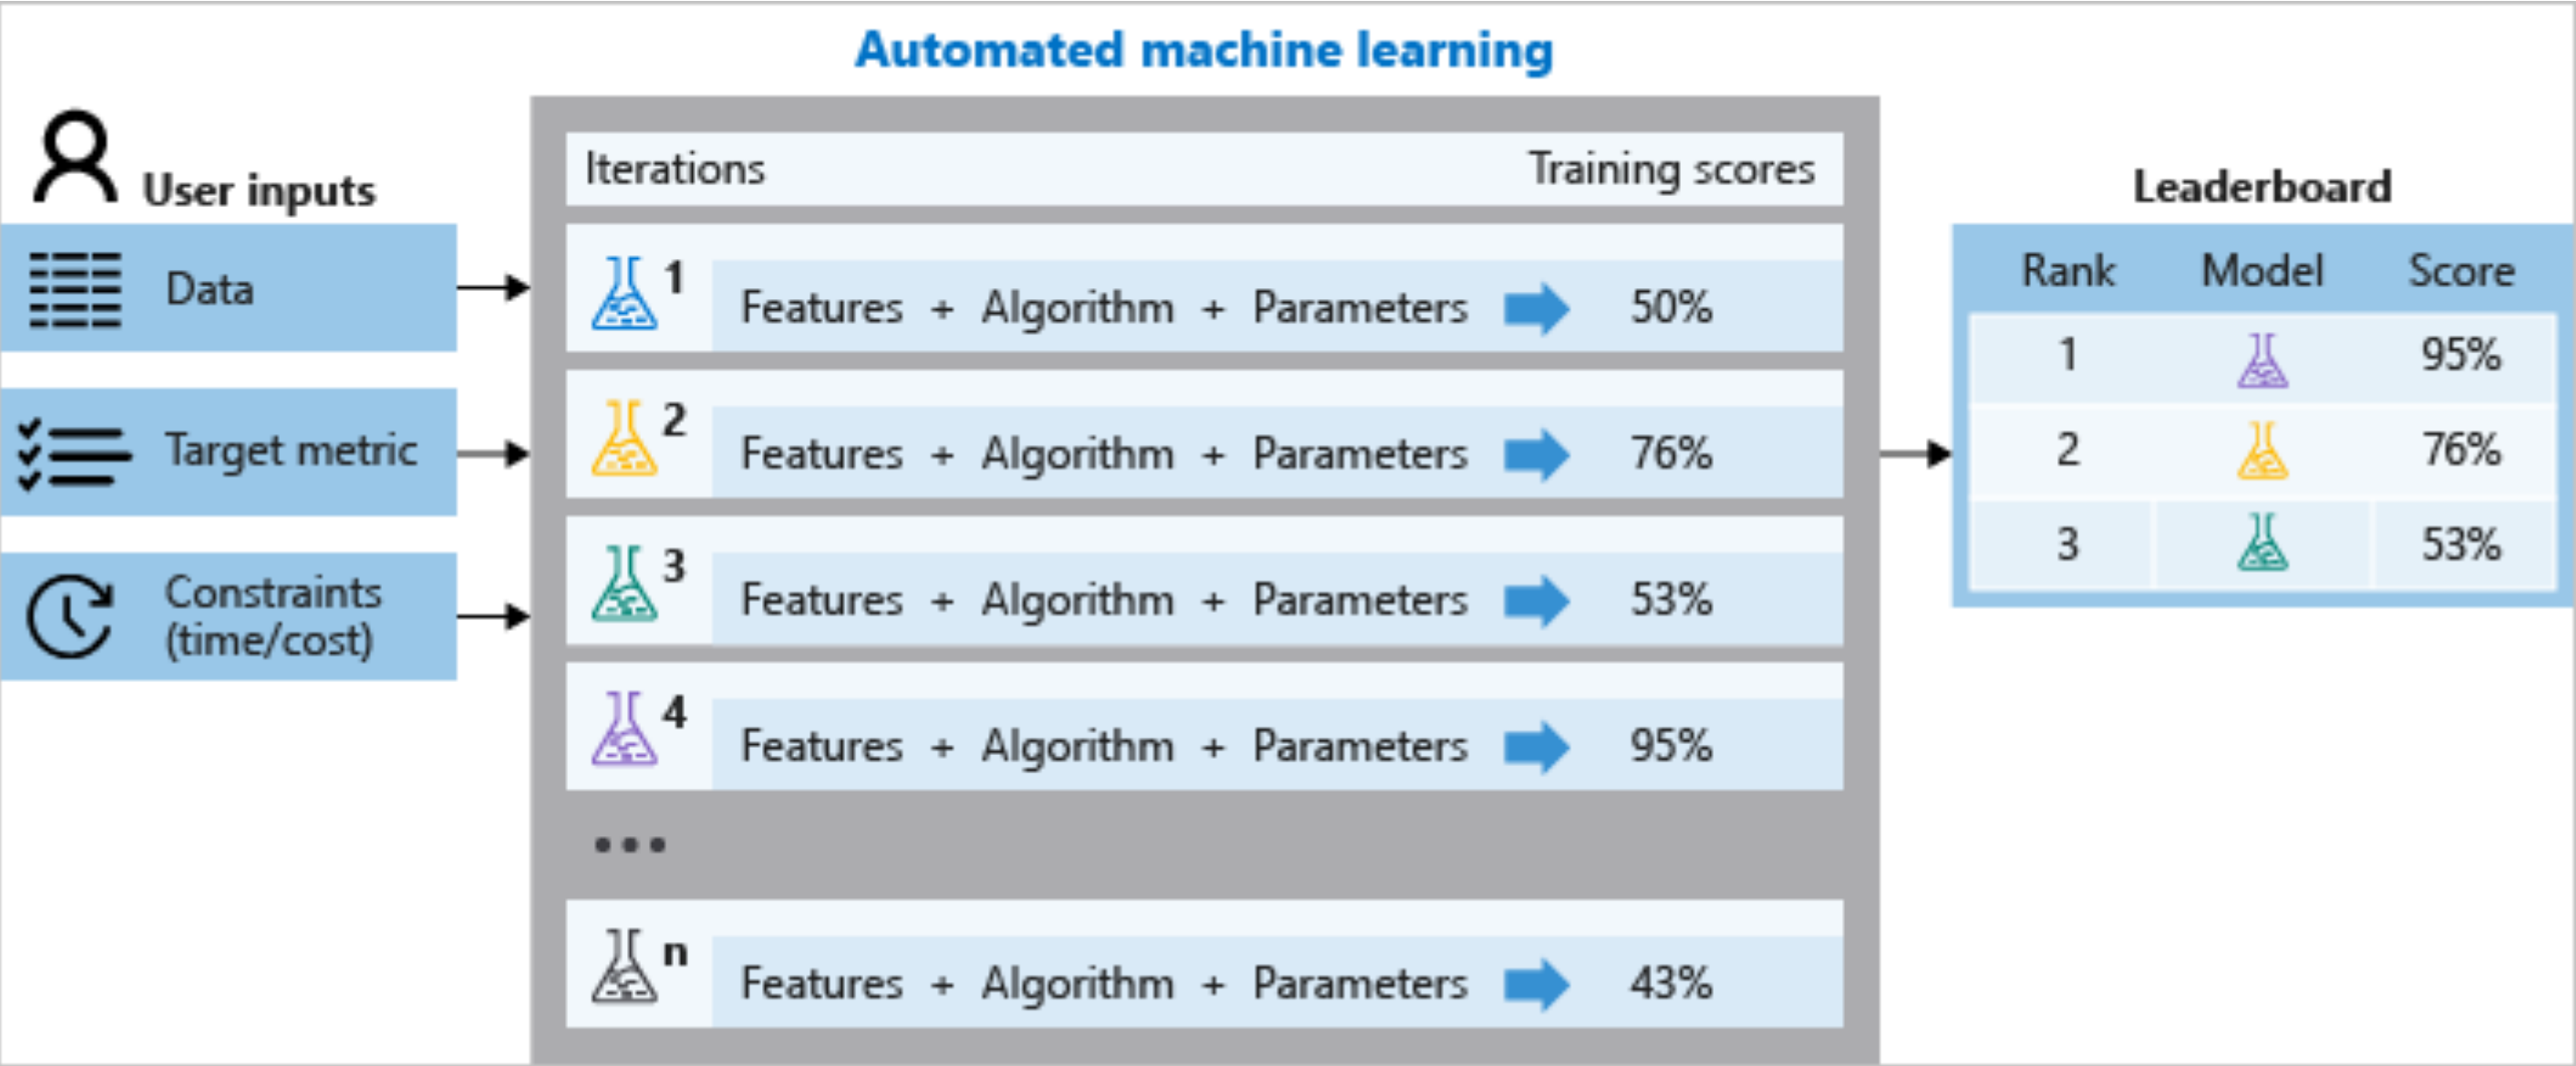 Automated machine learning
User inputs
Data
Target metric
Constraints
(time/cost)
Iterations Training scores
1 Features + Algorithm + Parameters 50%
2 Features + Algorithm + Parameters 76%
3 Features + Algorithm + Parameters 53%
4 Features + Algorithm + Parameters 95%
...
n Features + Algorithm + Parameters 43%
Leaderboard
Rank Model Score
1 95%
2 76%
3 53%